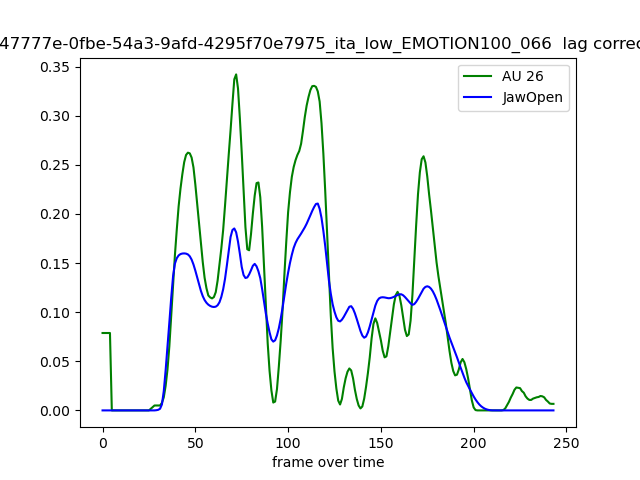 47777e-0fbe-54a3-9afd-4295f70e7975_ita_low_EMOTION100_066 lag correc
AU 26
JawOpen
0.35
0.30
0.25
0.20
0.15
0.10
0.05
0.00
0 50 100 150 200 250
frame over time